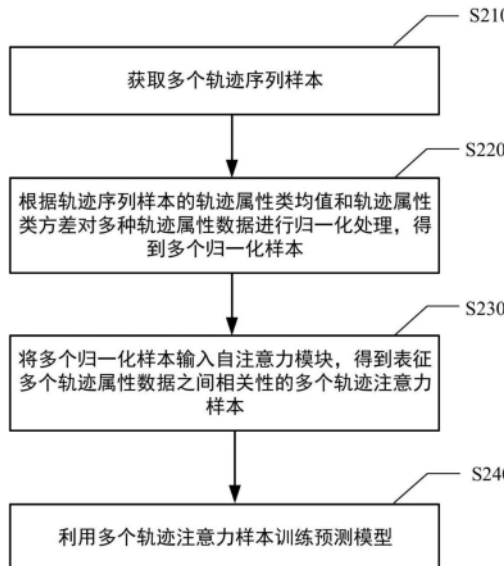 S210
获取多个轨迹序列样本
S220
根据轨迹序列样本的轨迹属性类均值和轨迹属性
类方差对多种轨迹属性数据进行归一化处理，得
到多个归一化样本
S230
将多个归一化样本输入自注意力模块，得到表征
多个轨迹属性数据之间相关性的多个轨迹注意力
样本
S240
利用多个轨迹注意力样本训练预测模型